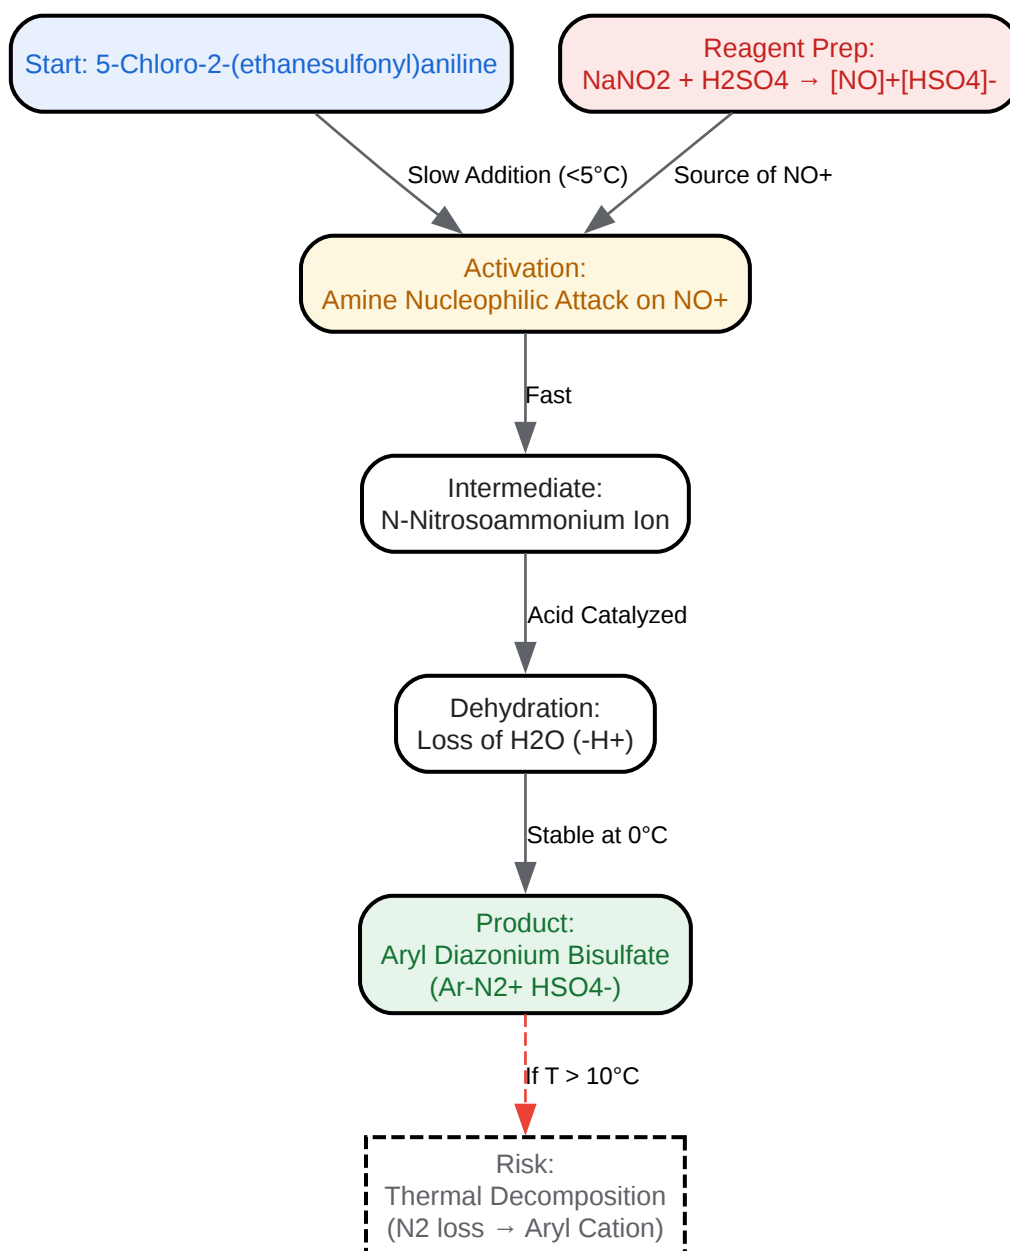 Start: 5-Chloro-2-(ethanesulfonyl)aniline
Reagent Prep:
NaNO2 + H2SO4 → [NO]+[HSO4]-
Slow Addition (<5°C)
Source of NO+
Activation:
Amine Nucleophilic Attack on NO+
Fast
Intermediate:
N-Nitrosoammonium Ion
Acid Catalyzed
Dehydration:
Loss of H2O (-H+)
Stable at 0°C
Product:
Aryl Diazonium Bisulfate
(Ar-N2+ HSO4-)
If T > 10°C
Risk:
Thermal Decomposition
(N2 loss → Aryl Cation)